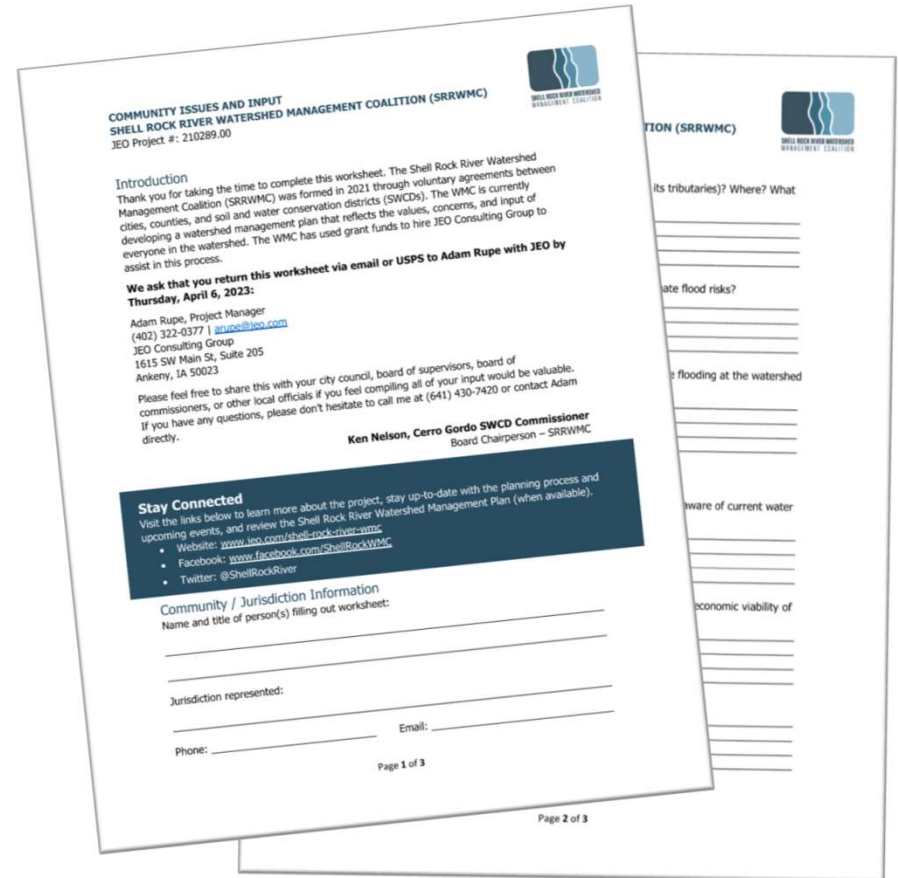 COMMUNITY ISSUES AND INPUT
SHELL ROCK RIVER WATERSHED MANAGEMENT COALITION (SRRWMC)
JEO Project #: 210289.00
SHELL ROCK RIVER WATERSHED
MANAGEMENT COALITION
Introduction
Thank you for taking the time to complete this worksheet. The Shell Rock River Watershed
Management Coalition (SRRWMC) was formed in 2021 through voluntary agreements between
cities, counties, and soil and water conservation districts (SWCDs). The WMC is currently
developing a watershed management plan that reflects the values, concerns, and input of
everyone in the watershed. The WMC has used grant funds to hire JEO Consulting Group to
assist in this process.
We ask that you return this worksheet via email or USPS to Adam Rupe with JEO by
Thursday, April 6, 2023:
Adam Rupe, Project Manager
(402) 322-0377 | arupe@jeo.com
JEO Consulting Group
1615 SW Main St, Suite 205
Ankeny, IA 50023
Please feel free to share this with your city council, board of supervisors, board of
commissioners, or other local officials if you feel compiling all of your input would be valuable.
If you have any questions, please don't hesitate to call me at (641) 430-7420 or contact Adam
directly.
Ken Nelson, Cerro Gordo SWCD Commissioner
Board Chairperson – SRRWMC
Stay Connected
Visit the links below to learn more about the project, stay up-to-date with the planning process and
upcoming events, and review the Shell Rock River Watershed Management Plan (when available).
• Website: www.jeo.com/shell-rock-river-wmc
• Facebook: www.facebook.com/ShellRockWMC
• Twitter: @ShellRockRiver
Community / Jurisdiction Information
Name and title of person(s) filling out worksheet:
Jurisdiction represented:
Phone: Email:
Page 1 of 3
TION (SRRWMC)
SHELL ROCK RIVER WATERSHED
MANAGEMENT COALITION
its tributaries)? Where? What
ate flood risks?
flooding at the watershed
ware of current water
economic viability of
Page 2 of 3